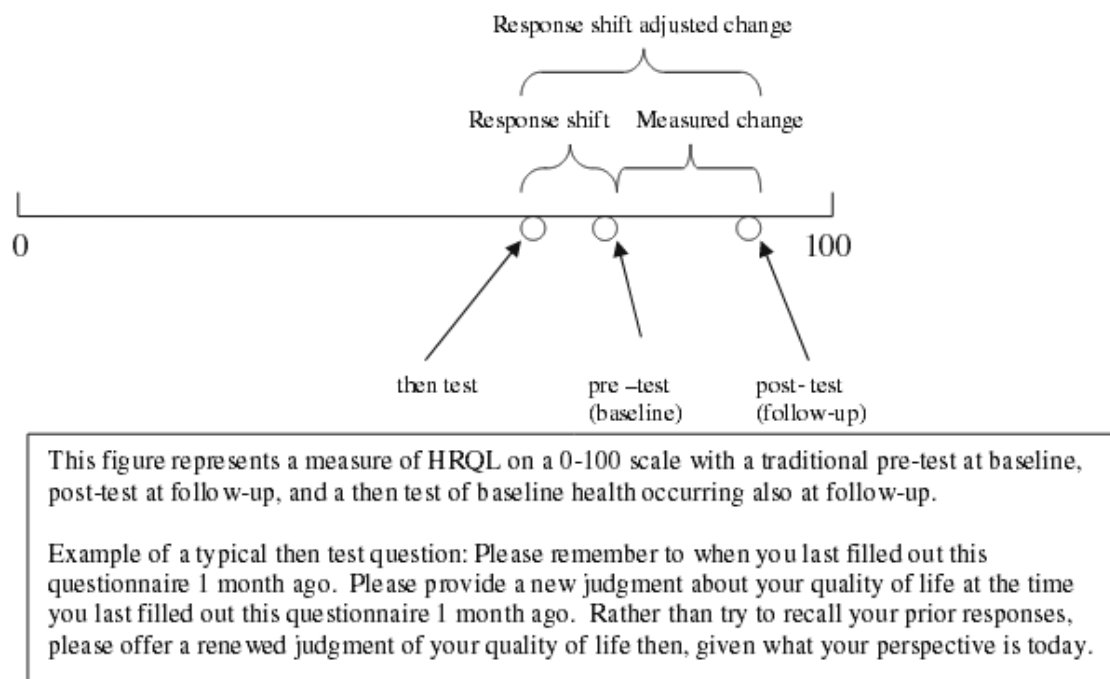 Response shift adjusted change
Response shift
Measured change
0
100
then test
pre –test
(baseline)
post- test
(follow-up)
This figure represents a measure of HRQL on a 0-100 scale with a traditional pre-test at baseline,
post-test at follow-up, and a then test of baseline health occurring also at follow-up.
Example of a typical then test question: Please remember to when you last filled out this
questionnaire 1 month ago. Please provide a new judgment about your quality of life at the time
you last filled out this questionnaire 1 month ago. Rather than try to recall your prior responses,
please offer a renewed judgment of your quality of life then, given what your perspective is today.